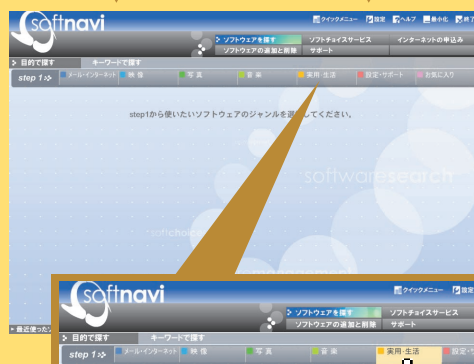 softnavi
クイックメニュー 設定 ヘルプ 最小化 終了
ソフトウェアを探す ソフトチョイスサービス インターネットの申込み
ソフトウェアの追加と削除 サポート
目的で探す キーワードで探す
step 1 メール・インターネット 映 像 写 真 音 楽 実用・生活 設定・サポート お気に入り
step1から使いたいソフトウェアのジャンルを選択してください。
softwaresearch
softchoice
最近使ったソ
softnavi
クイックメニュー 設定
ソフトウェアを探す ソフトチョイスサービス
ソフトウェアの追加と削除 サポート
目的で探す キーワードで探す
step 1 メール・インターネット 映 像 写 真 音 楽 実用・生活 設定・サ